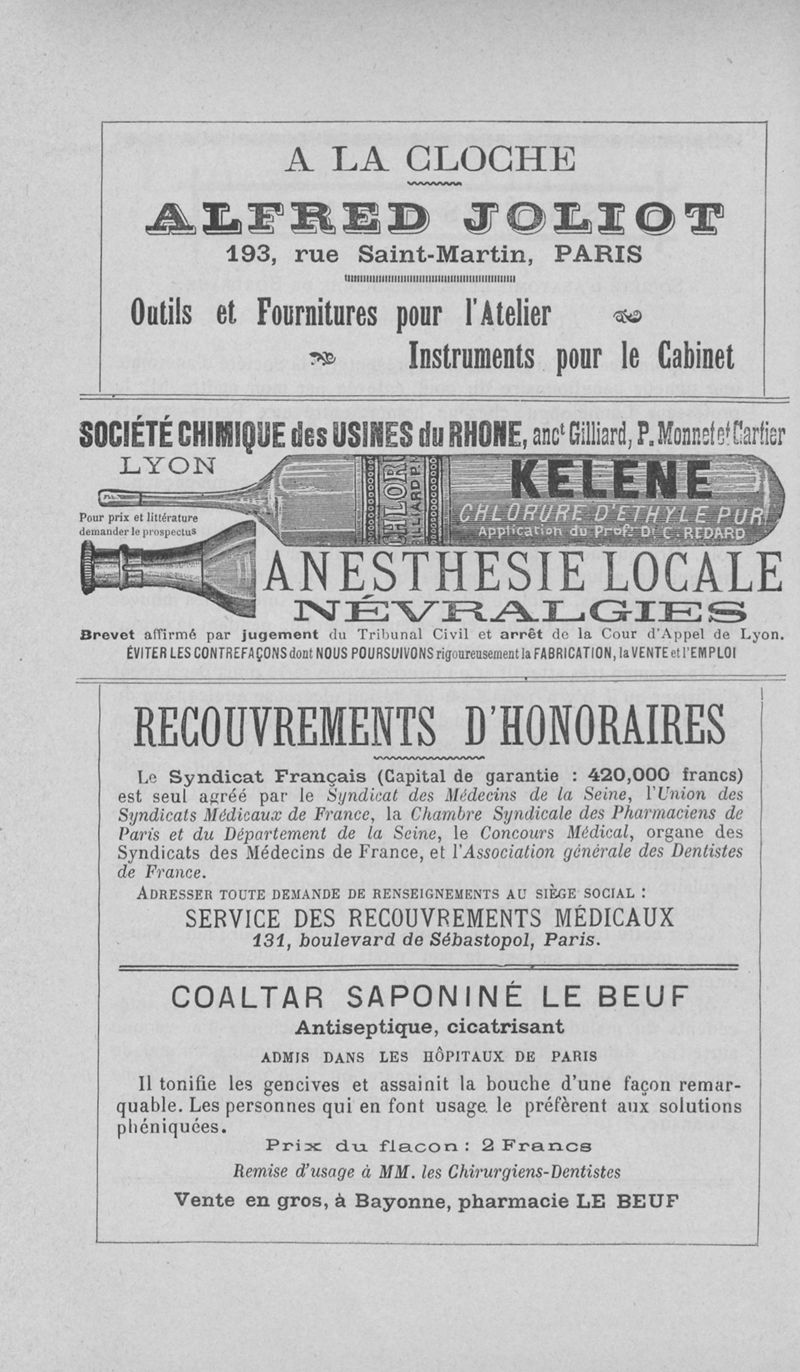 A LA CLOCHE
ALFRED JOLIOT
193, rue Saint-Martin, PARIS
Outils et Fournitures pour l'Atelier
Instruments pour le Cabinet
SOCIÉTÉ CHIMIQUE des USINES du RHONE, anct Gilliard, P. Monnet et Cartier
LYON
KELENE
CHLORURE D'ETHYLE PUR
Application du Profr Dr C. REDARD
CHLOR
ILLIARD P.
Pour prix et littérature
demander le prospectus
ANESTHESIE LOCALE
NÉVRALGIES
Brevet affirmé par jugement du Tribunal Civil et arrêt de la Cour d'Appel de Lyon.
ÉVITER LES CONTREFAÇONS dont NOUS POURSUIVONS rigoureusement la FABRICATION, la VENTE et l'EMPLOI
RECOUVREMENTS D'HONORAIRES
Le Syndicat Français (Capital de garantie : 420,000 francs)
est seul agréé par le Syndicat des Médecins de la Seine, l'Union des
Syndicats Médicaux de France, la Chambre Syndicale des Pharmaciens de
Paris et du Département de la Seine, le Concours Médical, organe des
Syndicats des Médecins de France, et l'Association générale des Dentistes
de France.
ADRESSER TOUTE DEMANDE DE RENSEIGNEMENTS AU SIÈGE SOCIAL :
SERVICE DES RECOUVREMENTS MÉDICAUX
131, boulevard de Sébastopol, Paris.
COALTAR SAPONINÉ LE BEUF
Antiseptique, cicatrisant
ADMIS DANS LES HÔPITAUX DE PARIS
Il tonifie les gencives et assainit la bouche d'une façon remar-
quable. Les personnes qui en font usage le préfèrent aux solutions
phéniquées.
Prix du flacon : 2 Francs
Remise d'usage à MM. les Chirurgiens-Dentistes
Vente en gros, à Bayonne, pharmacie LE BEUF